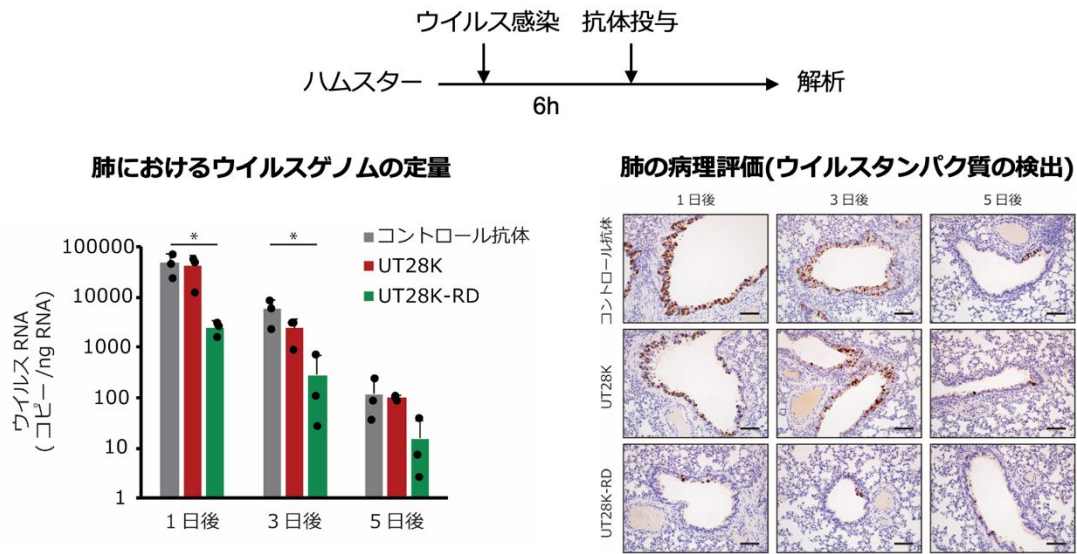 ウイルス感染 抗体投与
ハムスター
解析
6h
肺におけるウイルスゲノムの定量
ウイルス RNA
( コピー /ng RNA)
100000
10000
1000
100
10
1
*
*
コントロール抗体
UT28K
UT28K-RD
1日後 3日後 5日後
肺の病理評価(ウイルスタンパク質の検出)
1日後 3日後 5日後
コントロール抗体
UT28K
UT28K-RD